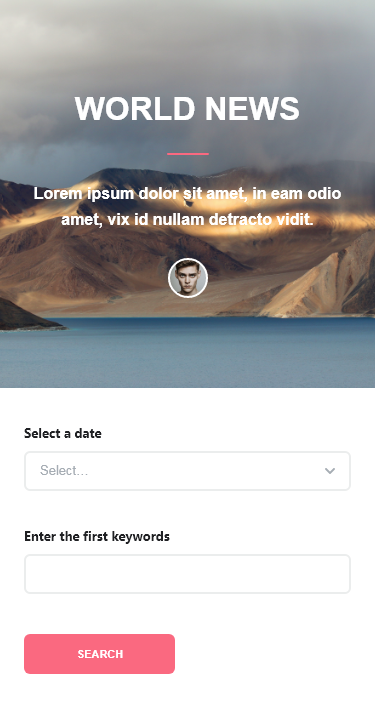 WORLD NEWS
Lorem ipsum dolor sit amet, in eam odio
amet, vix id nullam detracto vidit.
Select a date
Select...
Enter the first keywords
SEARCH